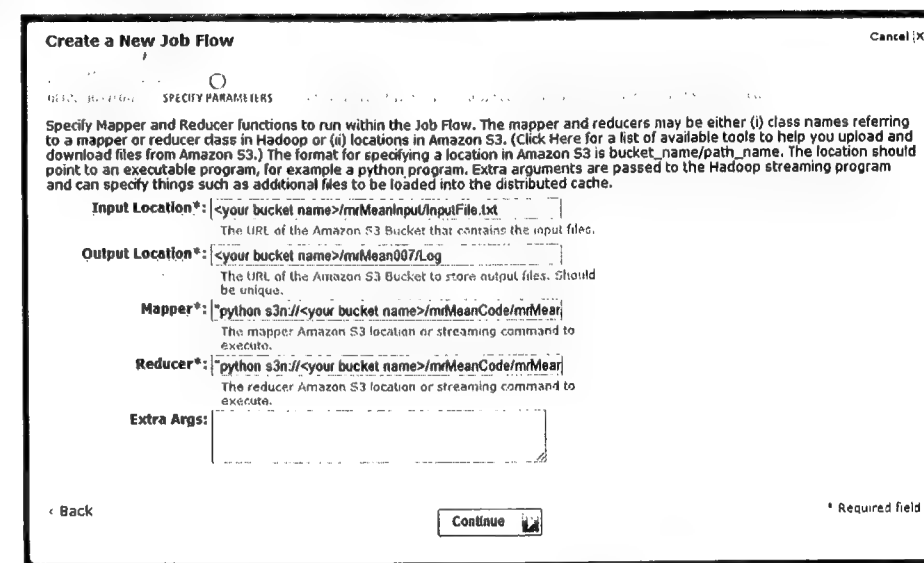 Create a New Job Flow
Cancel X
SPECIFY PARAMETERS
Specify Mapper and Reducer functions to run within the Job Flow. The mapper and reducers may be either (i) class names referring
to a mapper or reducer class in Hadoop or (ii) locations in Amazon S3. (Click Here for a list of available tools to help you upload and
download files from Amazon S3.) The format for specifying a location in Amazon S3 is bucket_name/path_name. The location should
point to an executable program, for example a python program. Extra arguments are passed to the Hadoop streaming program
and can specify things such as additional files to be loaded into the distributed cache.
Input Location*: <your bucket name>/mrMeanInput/inputFile.txt
The URL of the Amazon S3 Bucket that contains the input files.
Output Location*: <your bucket name>/mrMean007/Log
The URL of the Amazon S3 Bucket to store output files. Should
be unique.
Mapper*: "python s3n://<your bucket name>/mrMeanCode/mrMear
The mapper Amazon S3 location or streaming command to
execute.
Reducer*: "python s3n://<your bucket name>/mrMeanCode/mrMear
The reducer Amazon S3 location or streaming command to
execute.
Extra Args:
‹ Back
Continue
* Required field